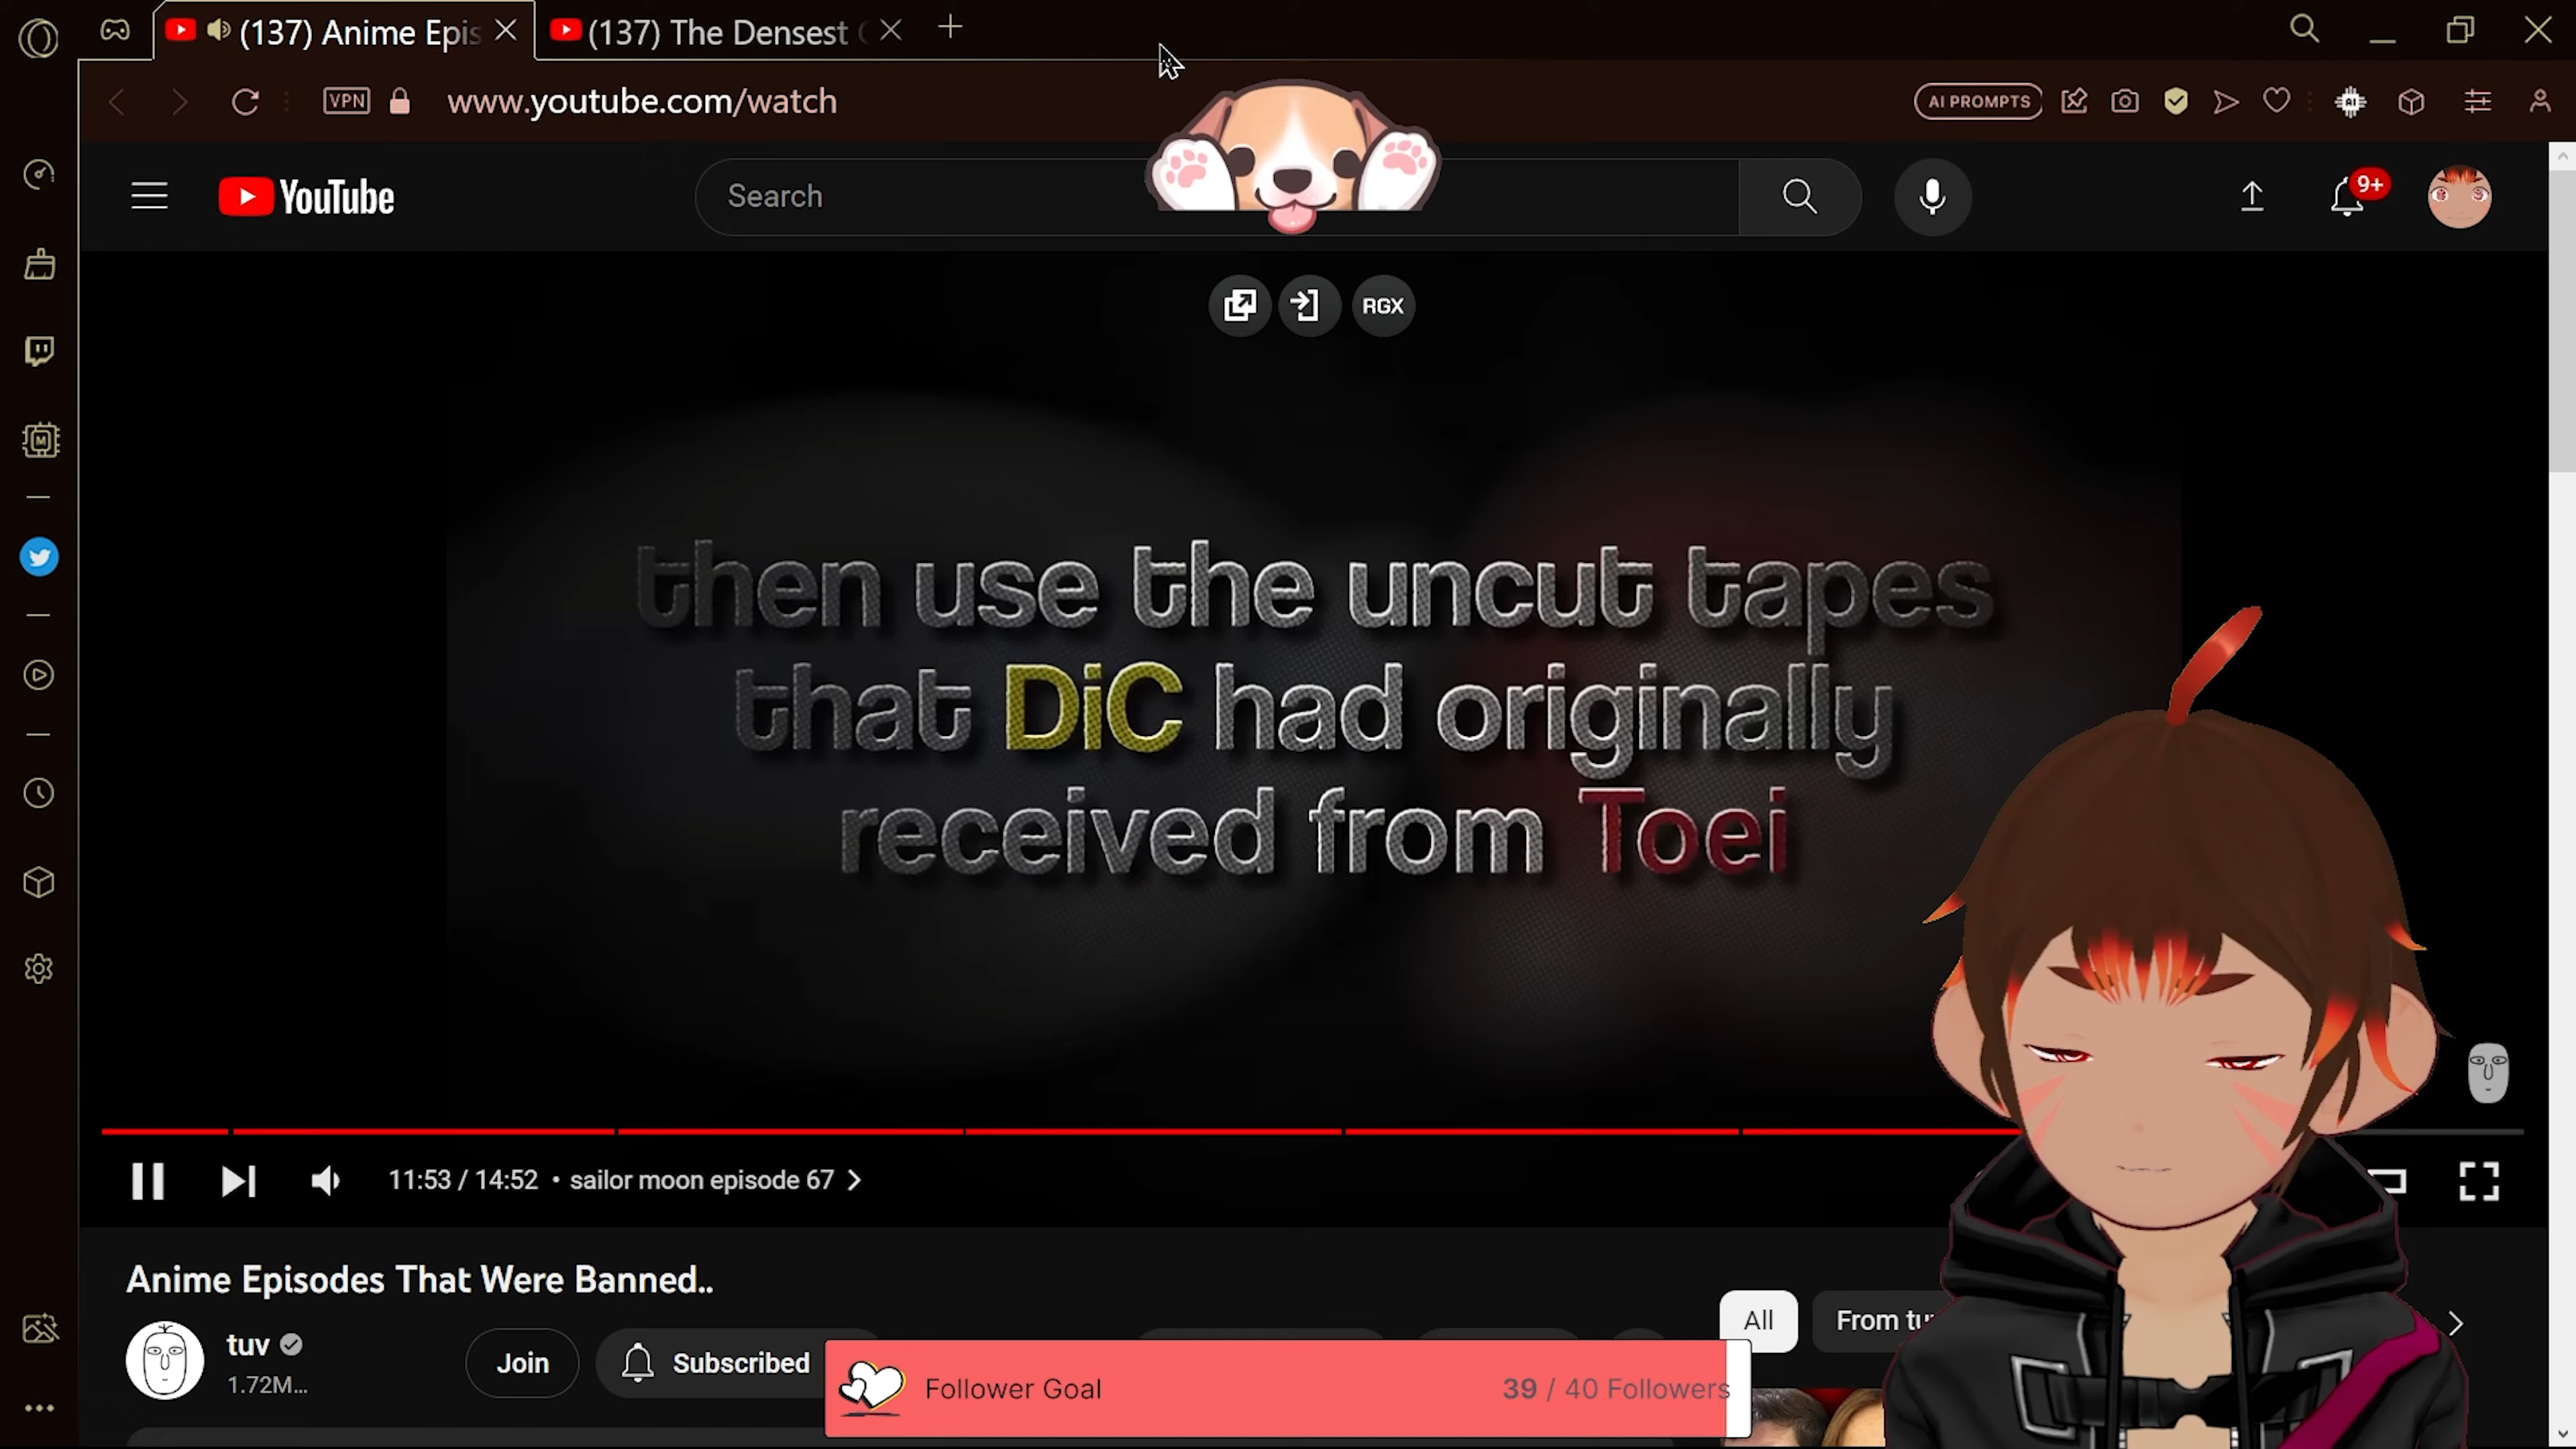 (137) Anime Epis
(137) The Densest
VPN
www.youtube.com/watch
AI PROMPTS
YouTube
Search
9+
RGX
then use the uncut tapes
that DiC had originally
received from Toei
11:53 / 14:52 • sailor moon episode 67
Anime Episodes That Were Banned..
tuv
1.72M...
Join
Subscribed
All
From tuv
Follower Goal
39 / 40 Followers